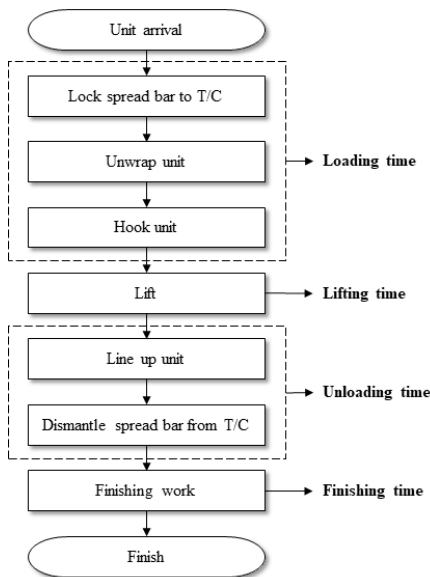 Unit arrival
Lock spread bar to T/C
Unwrap unit
Loading time
Hook unit
Lift
Lifting time
Line up unit
Unloading time
Dismantle spread bar from T/C
Finishing work
Finishing time
Finish